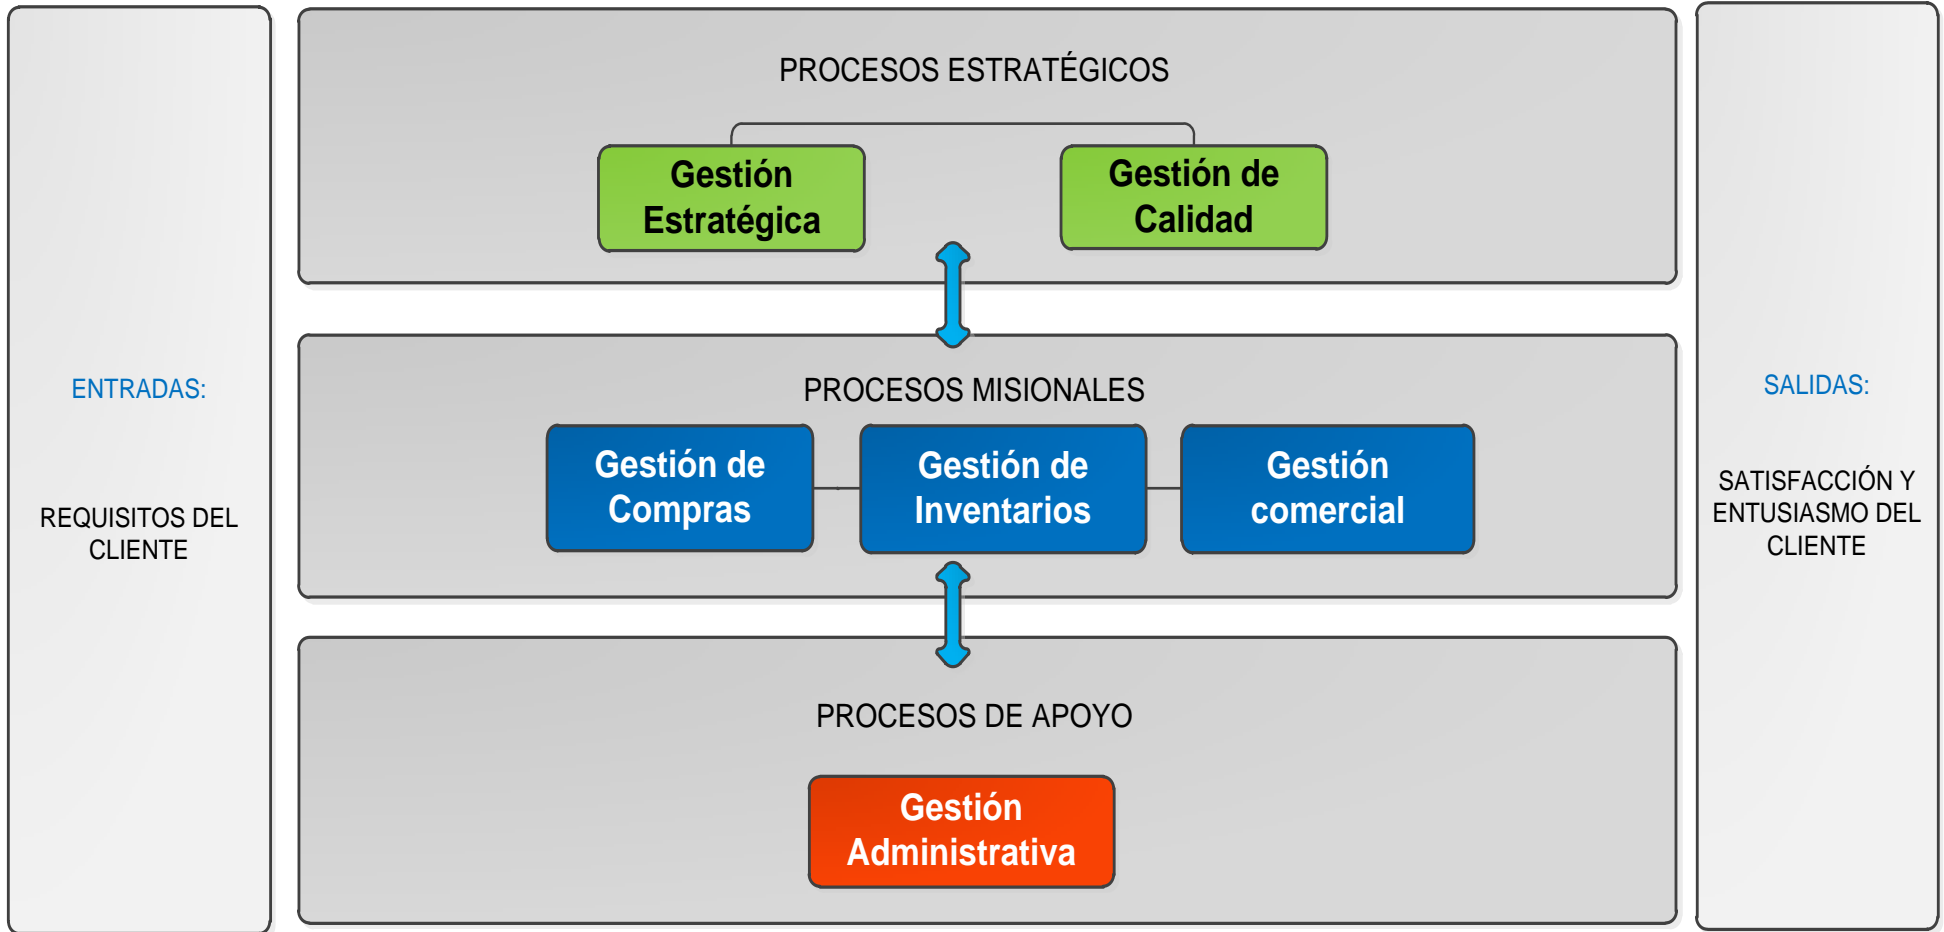 ENTRADAS:
REQUISITOS DEL
CLIENTE
PROCESOS ESTRATÉGICOS
Gestión
Estratégica
Gestión de
Calidad
PROCESOS MISIONALES
Gestión de
Compras
Gestión de
Inventarios
Gestión
comercial
PROCESOS DE APOYO
Gestión
Administrativa
SALIDAS:
SATISFACCIÓN Y
ENTUSIASMO DEL
CLIENTE